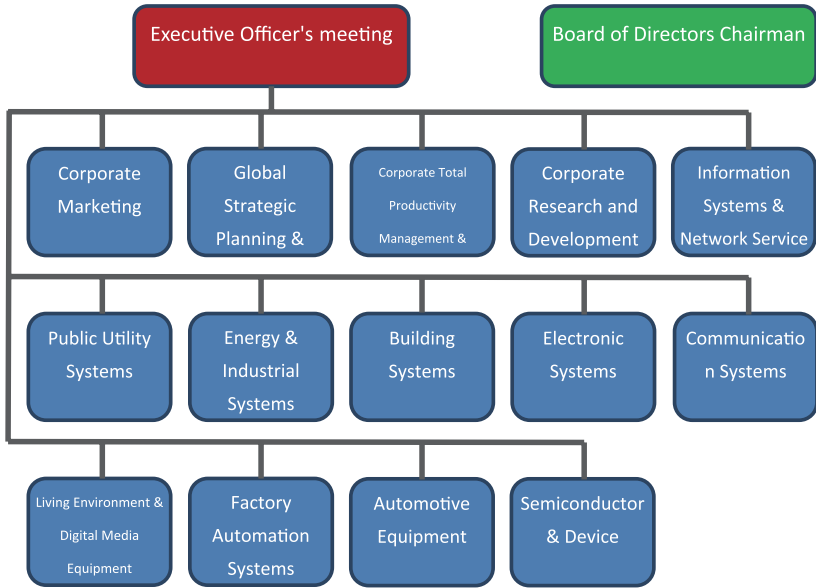 Executive Officer's meeting
Board of Directors Chairman
Corporate
Marketing
Global
Strategic
Planning &
Corporate Total
Productivity
Management &
Corporate
Research and
Development
Information
Systems &
Network Service
Public Utility
Systems
Energy &
Industrial
Systems
Building
Systems
Electronic
Systems
Communicatio
n Systems
Living Environment &
Digital Media
Equipment
Factory
Automation
Systems
Automotive
Equipment
Semiconductor
& Device